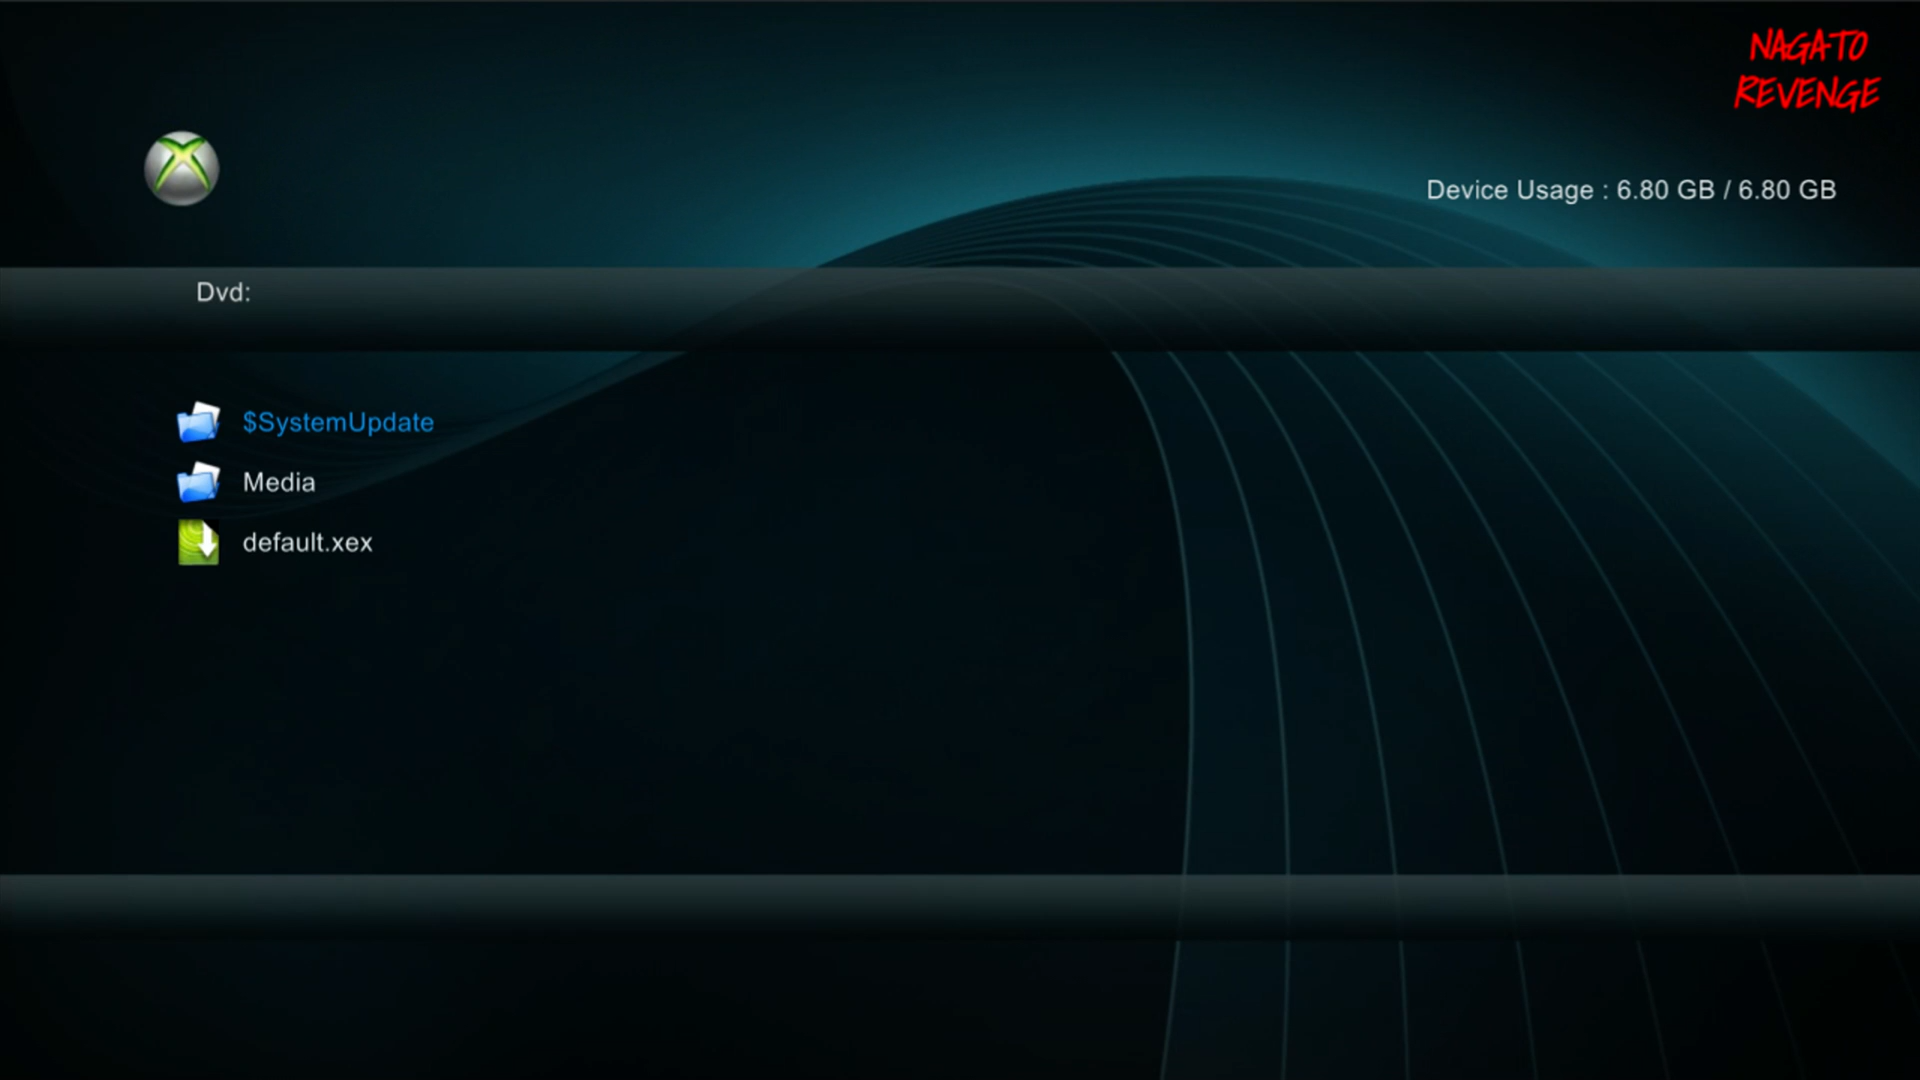 NAGATO
REVENGE
Device Usage : 6.80 GB / 6.80 GB
Dvd:
$SystemUpdate
Media
default.xex